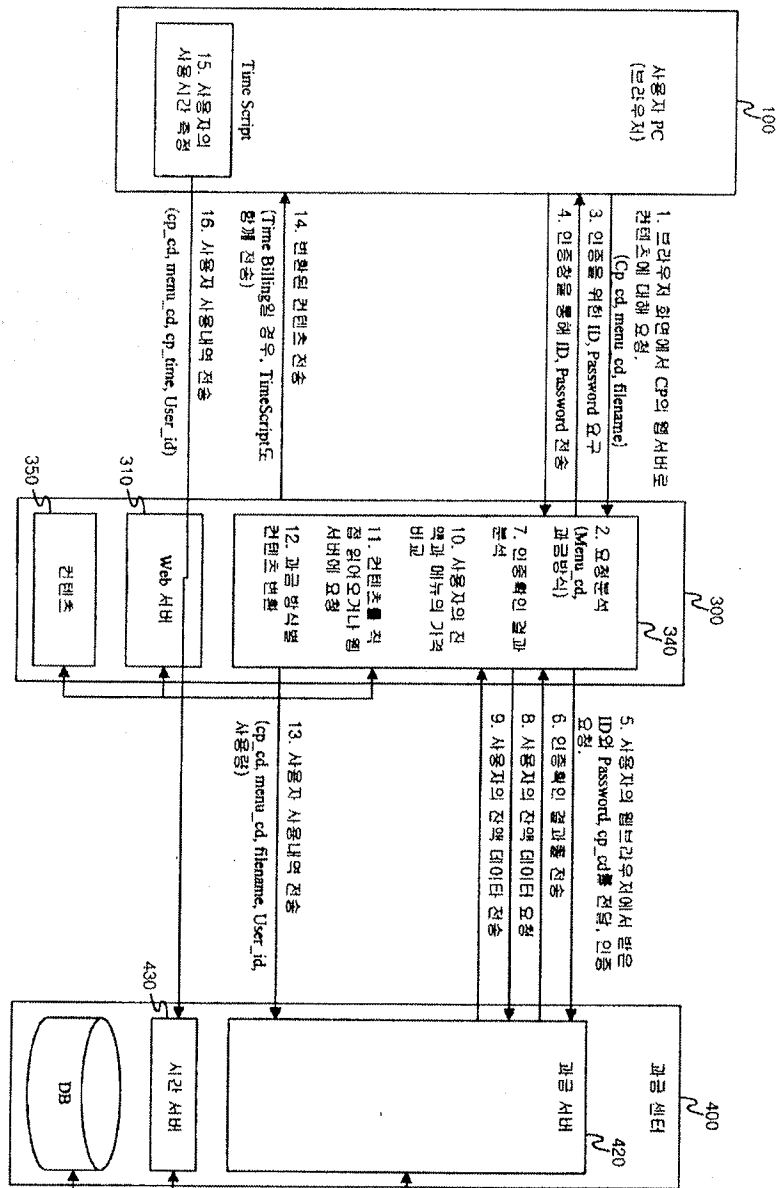 100
사용자 PC
(브라우저)
Time Script
15. 사용자의
사용시간 측정
1. 브라우저 화면에서 CP의 웹서버로
컨텐츠에 대해 요청.
(Cp_cd, menu_cd, filename)
3. 인증을 위한 ID, Password 요구
4. 인증창을 통해 ID, Password 전송
14. 변환된 컨텐츠 전송
(Time Billing일 경우, TimeScript도
함께 전송)
16. 사용자 사용내역 전송
(cp_cd, menu_cd, cp_time, User_id)
300
340
2. 요청분석
(Menu_cd,
과금방식)
7. 인증확인 결과
분석
10. 사용자의 잔
액과 메뉴의 가격
비교
11. 컨텐츠를 직
접 읽어오거나 웹
서버에 요청
12. 과금 방식별
컨텐츠 변환
310
Web 서버
350
컨텐츠
5. 사용자의 웹브라우저에서 받은
ID와 Password, cp_cd를 전달, 인증
요청.
6. 인증확인 결과를 전송
8. 사용자의 잔액 데이터 요청
9. 사용자의 잔액 데이터 전송
13. 사용자 사용내역 전송
(cp_cd, menu_cd, filename, User_id,
사용량)
400
과금 센터
420
과금 서버
430
시간 서버
DB